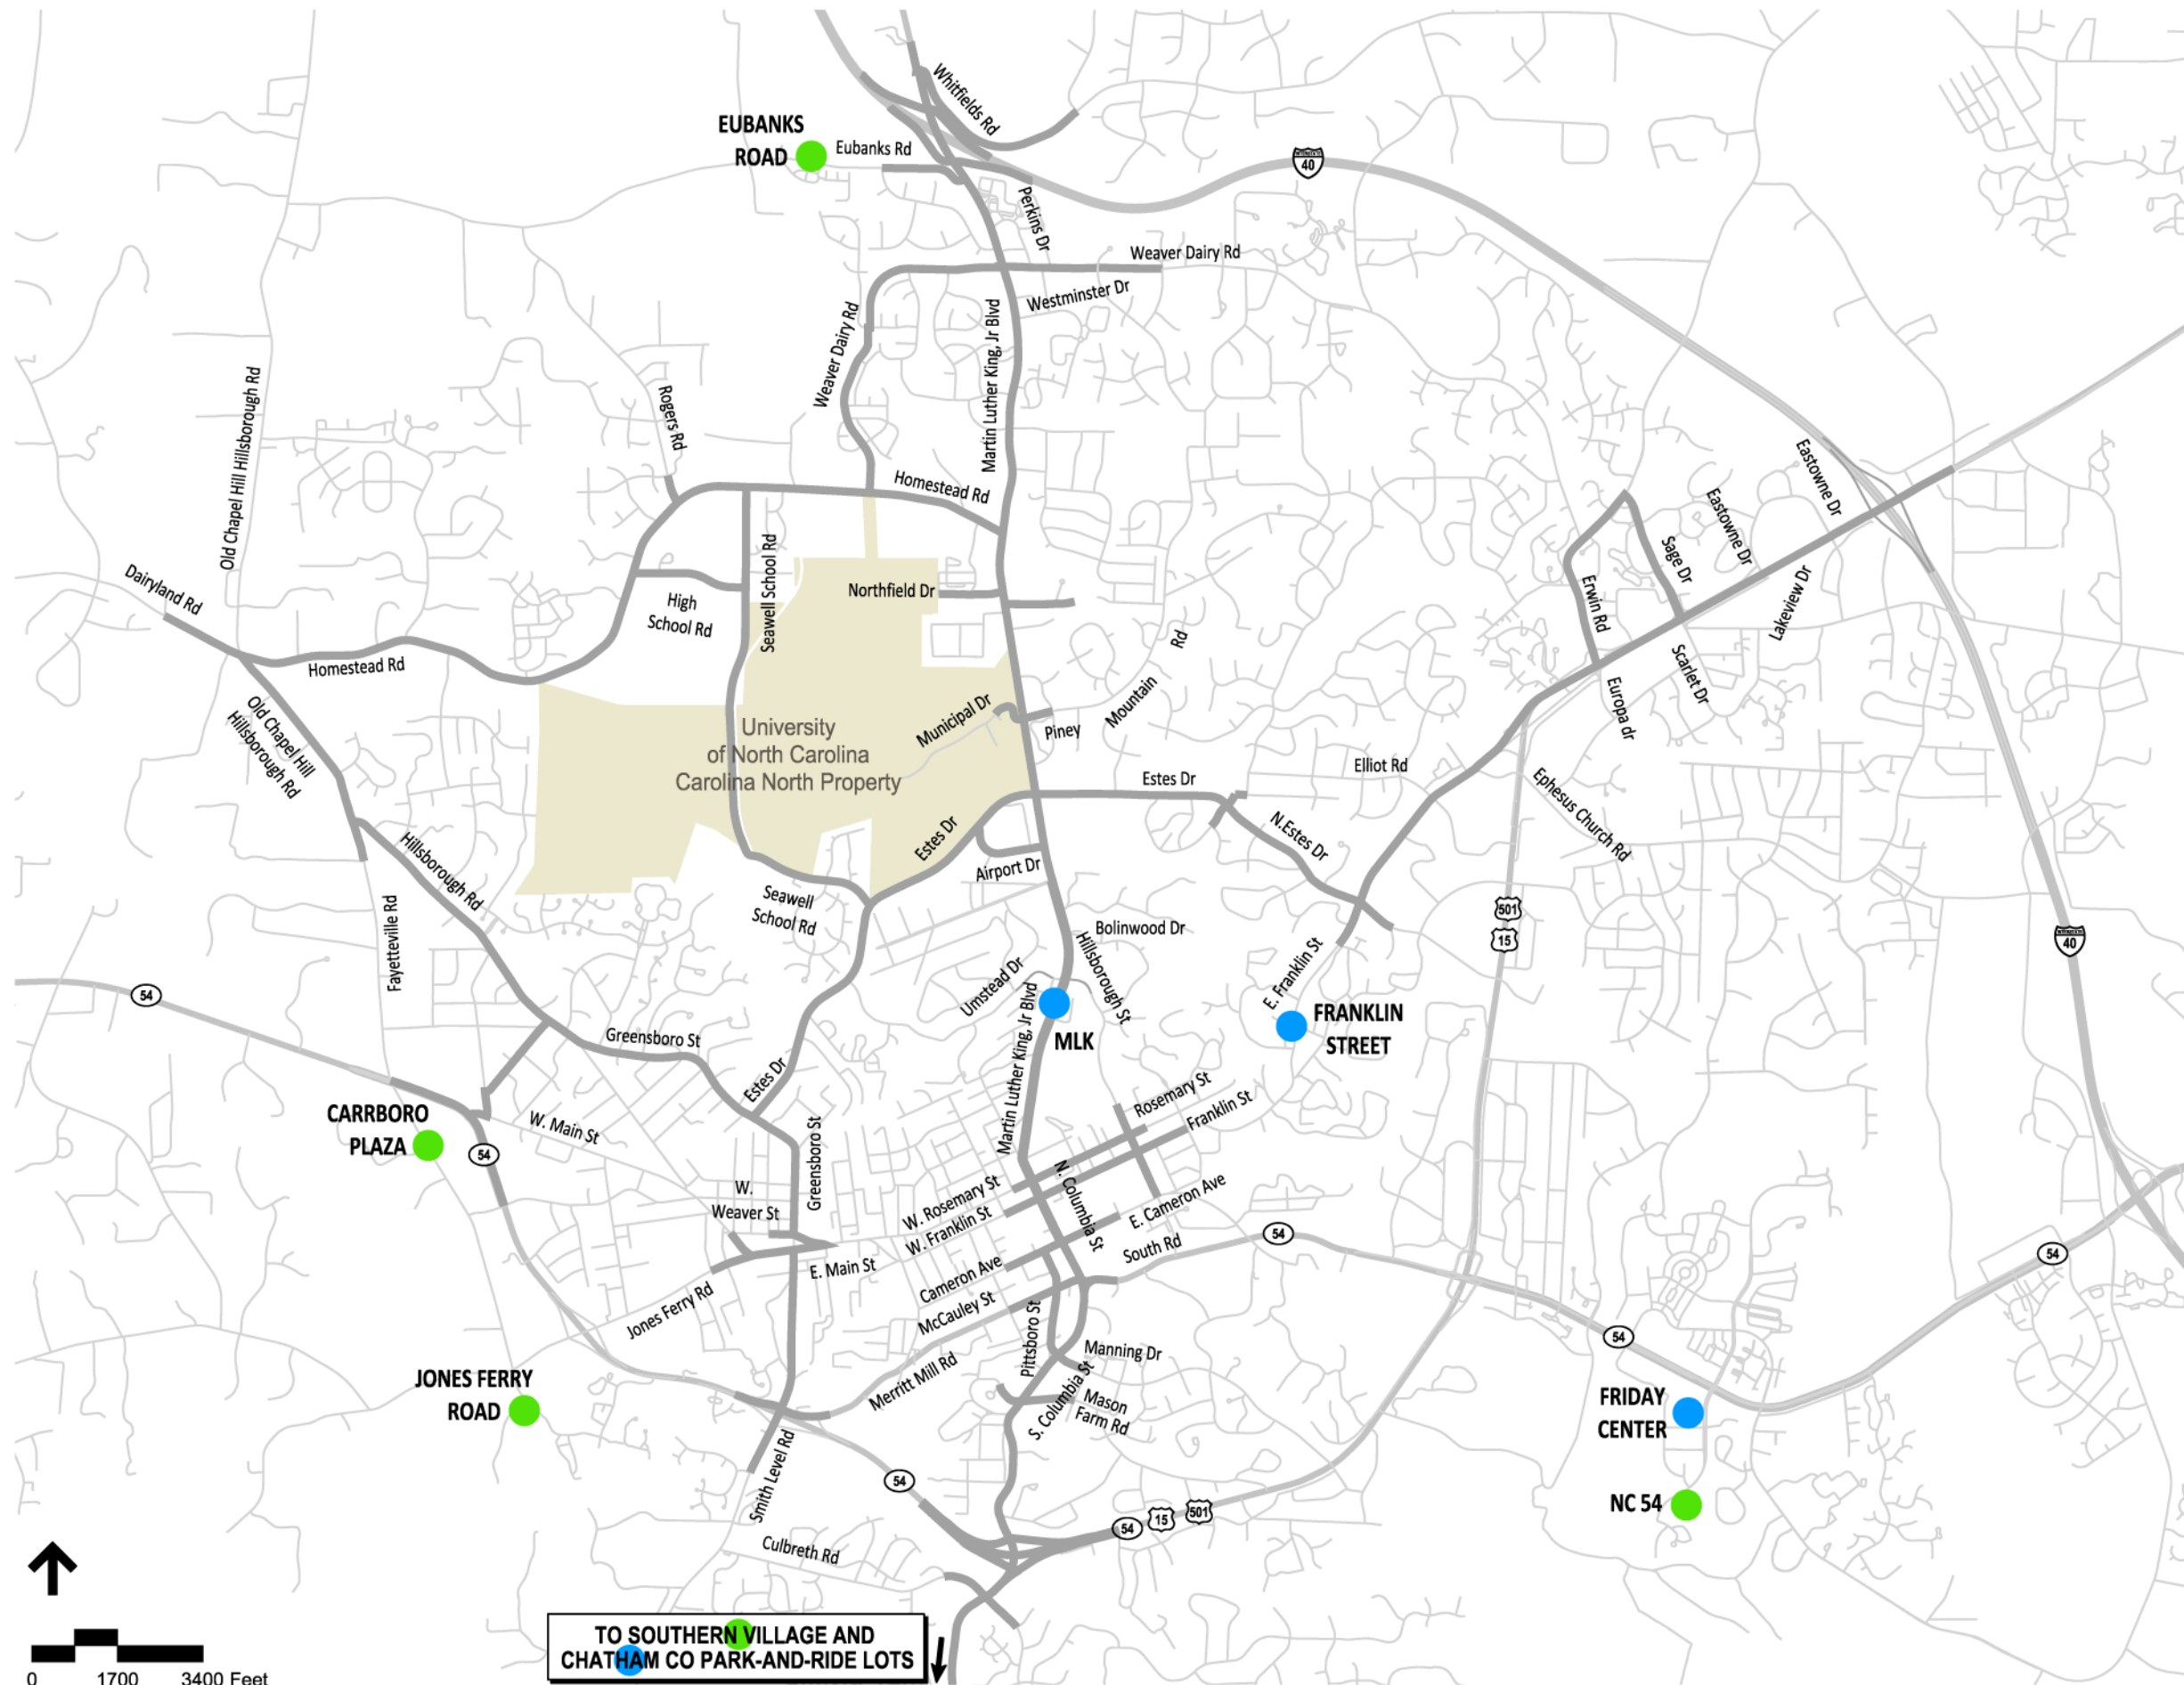 Whitfields Rd
EUBANKS
ROAD
Eubanks Rd
INTERSTATE
40
Perkins Dr
Weaver Dairy Rd
Westminster Dr
Weaver Dairy Rd
Martin Luther King, Jr Blvd
Old Chapel Hill Hillsborough Rd
Rogers Rd
Homestead Rd
Eastowne Dr
Eastowne Dr
Sage Dr
Seawell School Rd
Dairyland Rd
High
School Rd
Northfield Dr
Erwin Rd
Lakeview Dr
Rd
Mountain
Piney
Homestead Rd
Scarlet Dr
Europa dr
Old Chapel Hill
Hillsborough Rd
Municipal Dr
University
of North Carolina
Carolina North Property
Estes Dr
Elliot Rd
Ephesus Church Rd
N.Estes Dr
Estes Dr
Airport Dr
Hillsborough Rd
Seawell
School Rd
Fayetteville Rd
501
15
Bolinwood Dr
Hillsborough St
E. Franklin St
INTERSTATE
40
Umstead Dr
54
MLK
FRANKLIN
STREET
Greensboro St
Martin Luther King, Jr Blvd
Estes Dr
CARRBORO
PLAZA
54
W. Main St
Rosemary St
Franklin St
Greensboro St
W.
Weaver St
W. Rosemary St
W. Franklin St
N. Columbia St
E. Cameron Ave
South Rd
54
54
E. Main St
Cameron Ave
McCauley St
Jones Ferry Rd
Pittsboro St
Manning Dr
54
Merritt Mill Rd
S. Columbia St
Mason
Farm Rd
JONES FERRY
ROAD
FRIDAY
CENTER
Smith Level Rd
54
NC 54
54
15
501
Culbreth Rd
TO SOUTHERN VILLAGE AND
CHATHAM CO PARK-AND-RIDE LOTS
0 1700 3400 Feet